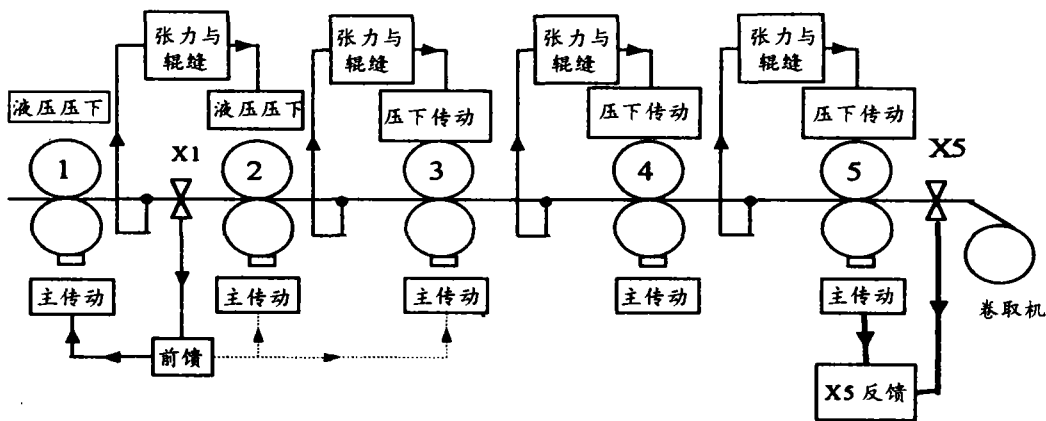 张力与
辊缝
张力与
辊缝
张力与
辊缝
张力与
辊缝
液压压下
液压压下
压下传动
压下传动
压下传动
1
X1
2
3
4
5
X5
主传动
主传动
主传动
主传动
主传动
卷取机
前馈
X5 反馈